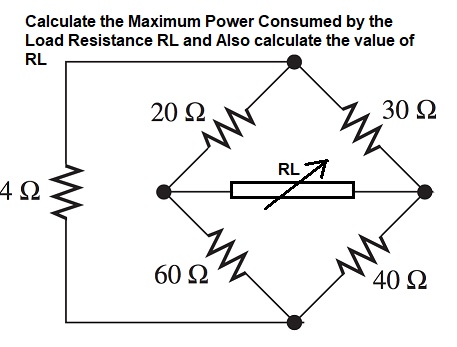 Calculate the Maximum Power Consumed by the
Load Resistance RL and Also calculate the value of
RL
20 Ω
30 Ω
RL
4 Ω
60 Ω
40 Ω